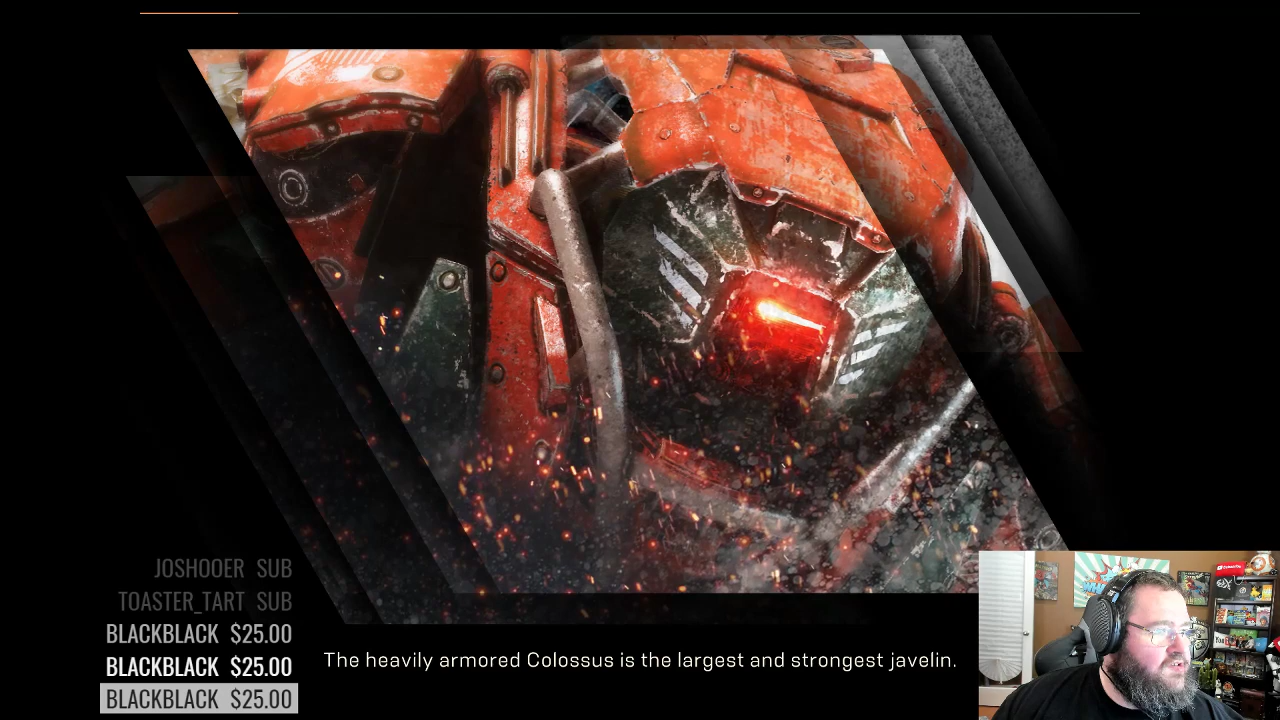 JOSHOOER SUB
TOASTER_TART SUB
BLACKBLACK $25.00
BLACKBLACK $25.00
BLACKBLACK $25.00
The heavily armored Colossus is the largest and strongest javelin.